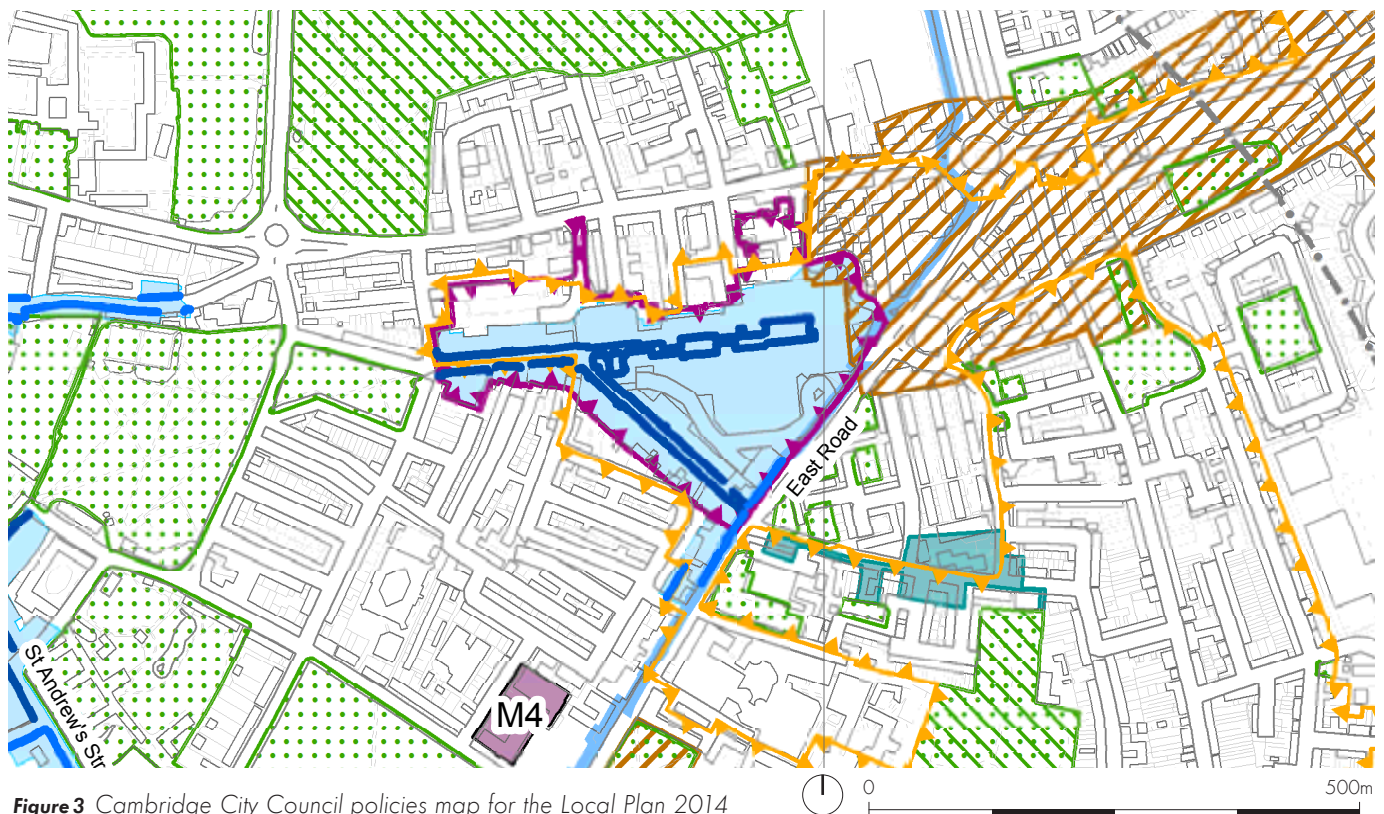 East Road
M4
St Andrew's Str
Figure 3 Cambridge City Council policies map for the Local Plan 2014
0 500m